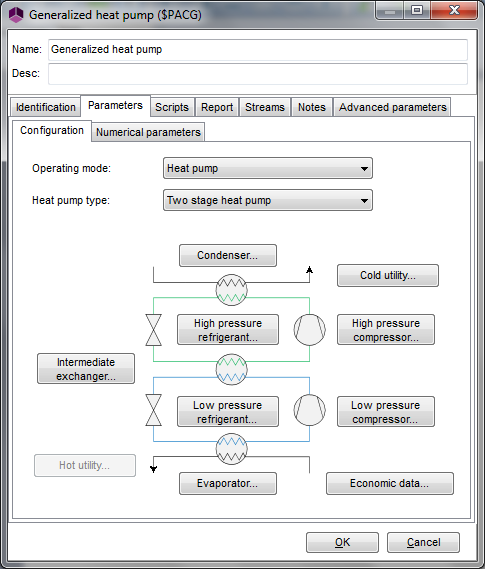 Generalized heat pump ($PACG)
Name: Generalized heat pump
Desc:
Identification Parameters Scripts Report Streams Notes Advanced parameters
Configuration Numerical parameters
Operating mode: Heat pump
Heat pump type: Two stage heat pump
Condenser...
Cold utility...
High pressure
refrigerant...
High pressure
compressor...
Intermediate
exchanger...
Low pressure
refrigerant...
Low pressure
compressor...
Hot utility...
Evaporator...
Economic data...
OK Cancel